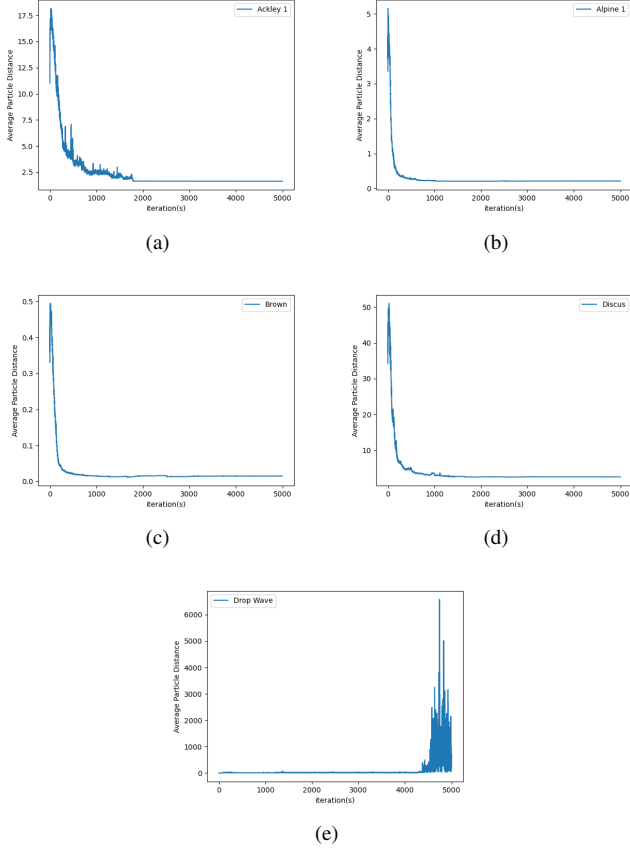 17.5
15.0
12.5
10.0
7.5
5.0
2.5
Average Particle Distance
Ackley 1
0 1000 2000 3000 4000 5000
iteration(s)
(a)
5
4
3
2
1
0
Average Particle Distance
Alpine 1
0 1000 2000 3000 4000 5000
iteration(s)
(b)
0.5
0.4
0.3
0.2
0.1
0.0
Average Particle Distance
Brown
0 1000 2000 3000 4000 5000
iteration(s)
(c)
50
40
30
20
10
Average Particle Distance
Discus
0 1000 2000 3000 4000 5000
iteration(s)
(d)
6000
5000
4000
3000
2000
1000
0
Average Particle Distance
Drop Wave
0 1000 2000 3000 4000 5000
iteration(s)
(e)